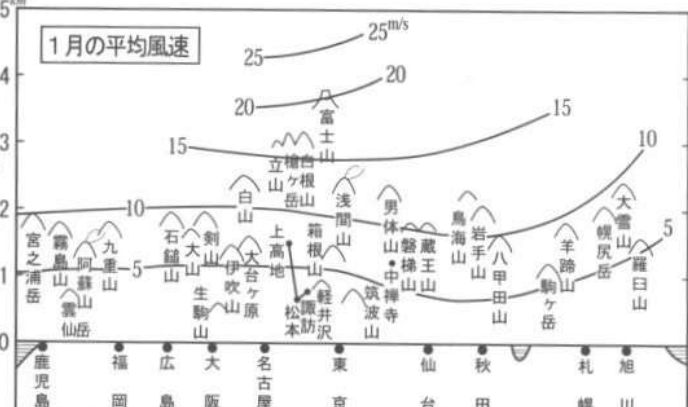 5km
1月の平均風速
25
25m/s
20
20
15
15
10
10
5
5
4
3
2
1
0
富士山
立山
槍ヶ岳
白根山
白山
浅間山
男体山
鳥海山
大雪山
宮之浦岳
霧島山
阿蘇山
雲仙岳
九重山
石鎚山
大山
剣山
生駒山
伊吹山
大台ヶ原
上高地
松本
諏訪
箱根山
軽井沢
筑波山
中禅寺
磐梯山
蔵王山
岩手山
八甲田山
駒ヶ岳
羊蹄山
幌尻岳
羅臼山
鹿児島
福岡
広島
大阪
名古屋
東京
仙台
秋田
札幌
旭川